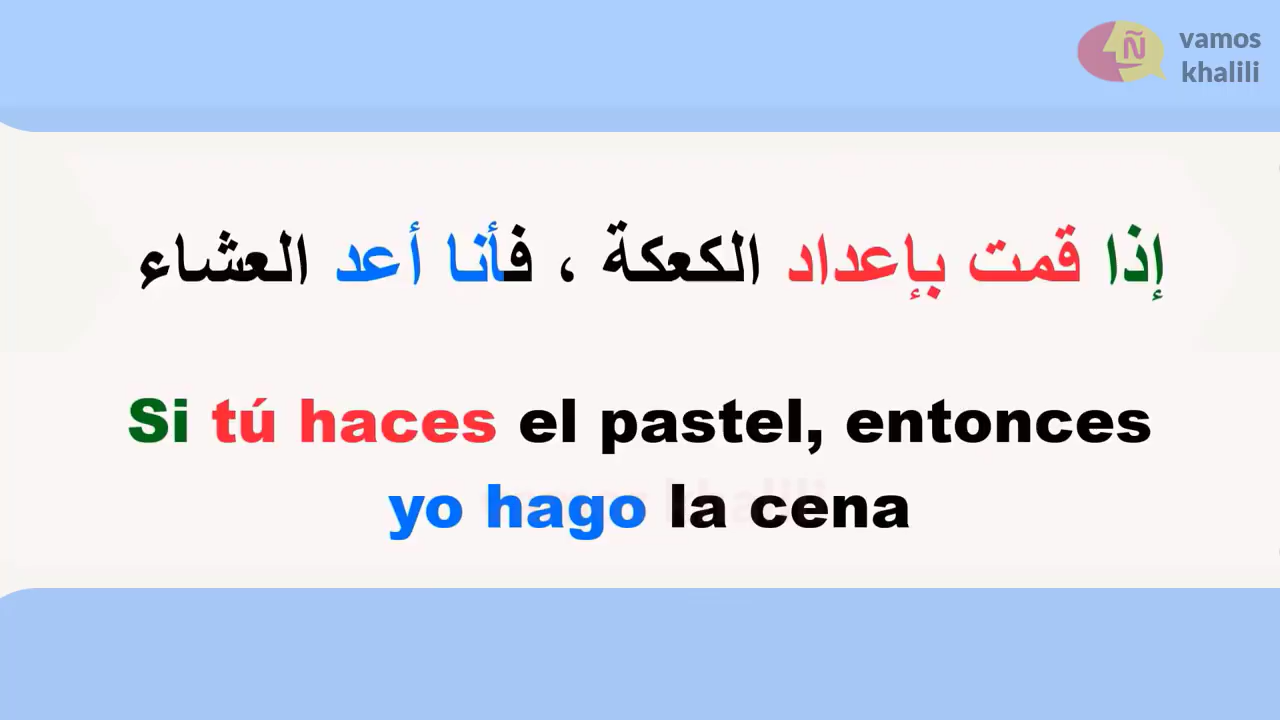 vamos
khalili
إذا قمت بإعداد الكعكة ، فأنا أعد العشاء
Si tú haces el pastel, entonces
yo hago la cena